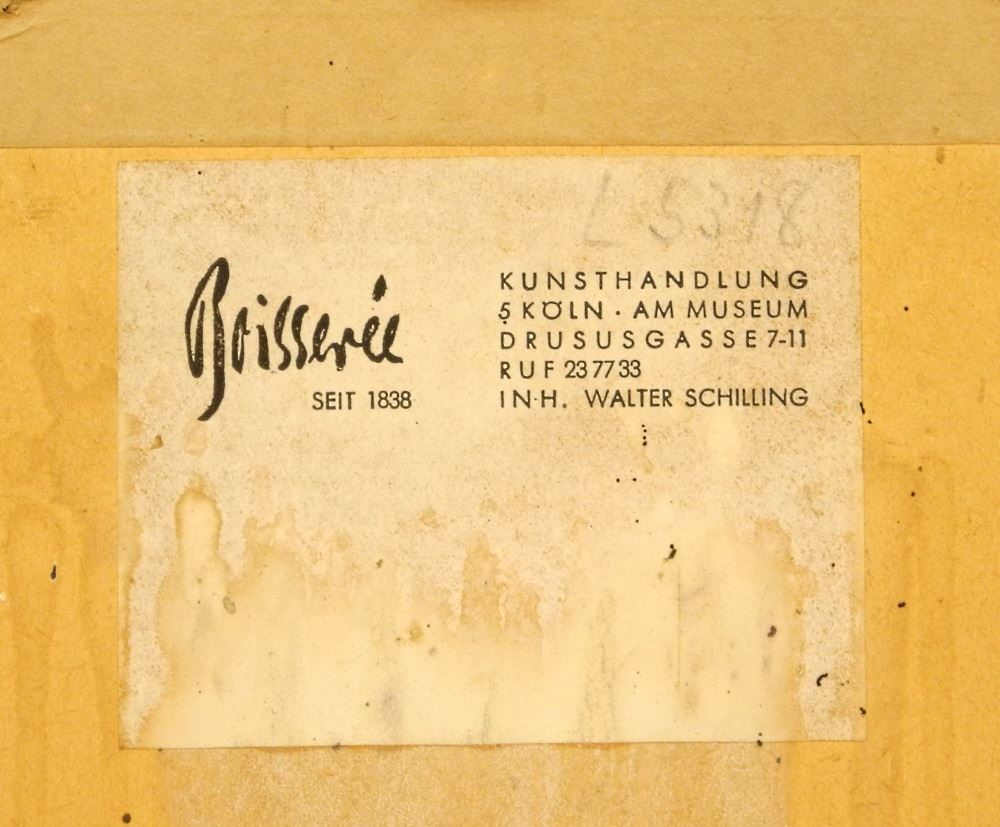 L 5318
Boisserée
SEIT 1838
KUNSTHANDLUNG
5 KÖLN · AM MUSEUM
DRUSUSGASSE 7-11
RUF 23 77 33
INH. WALTER SCHILLING